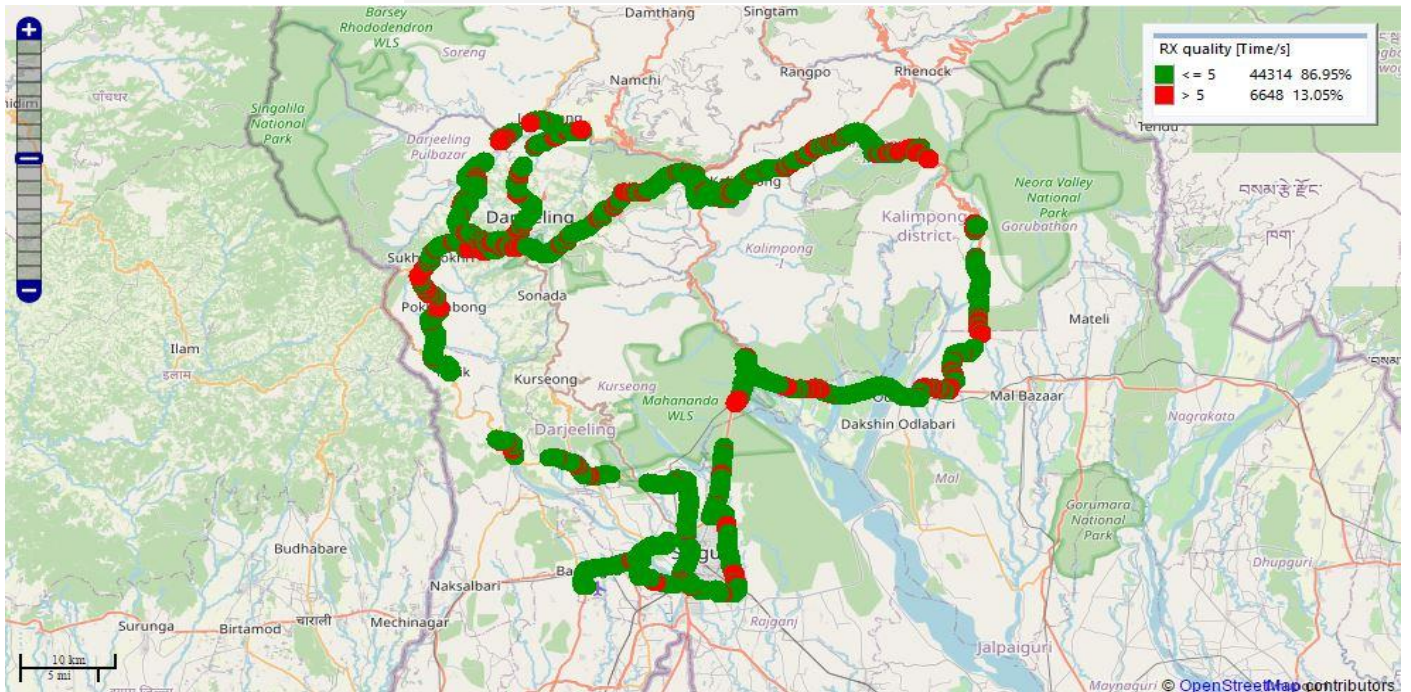 Damthang
Singtam
Barsey
Rhododendron
WLS
Soreng
Namchi
Rangpo
Rhenock
RX quality [Time/s]
<= 5 44314 86.95%
> 5 6648 13.05%
पाँचथर
Singalila
National
Park
Darjeeling
Pulbazar
Tendu
Neora Valley
National
Park
Gorubathan
བསམ་རྩེ་རྫོང་
Darjeeling
Kalimpong
district
Kalimpong
-I
Sonada
Ilam
इलाम
Mateli
Kurseong
Kurseong
Mahananda
WLS
Mal Bazaar
Nagrakata
Darjeeling
Dakshin Odlabari
Mal
Gorumara
National
Park
Budhabare
Naksalbari
Dhupguri
Surunga
Birtamod
चाराली
Mechinagar
Rajganj
Jalpaiguri
10 km
5 mi
Maynaguri
© OpenStreetMap contributors